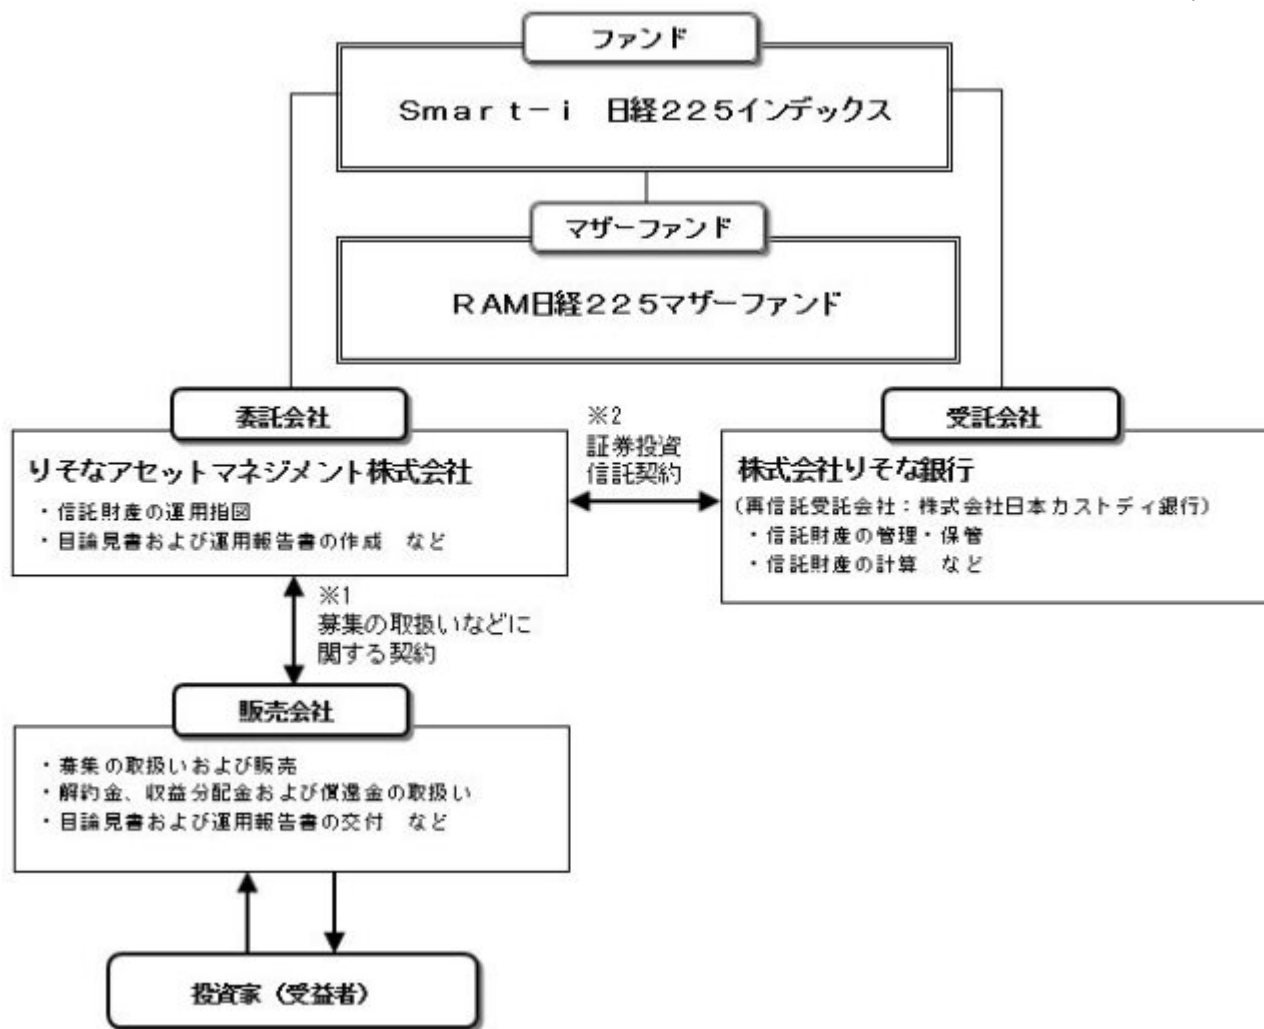 ファンド
Ｓｍａｒｔ－ｉ　日経２２５インデックス
マザーファンド
ＲＡＭ日経２２５マザーファンド
委託会社
りそなアセットマネジメント株式会社
・信託財産の運用指図
・目論見書および運用報告書の作成　など
※2
証券投資
信託契約
受託会社
株式会社りそな銀行
（再信託受託会社：株式会社日本カストディ銀行）
・信託財産の管理・保管
・信託財産の計算　など
※1
募集の取扱いなどに
関する契約
販売会社
・募集の取扱いおよび販売
・解約金、収益分配金および償還金の取扱い
・目論見書および運用報告書の交付　など
投資家（受益者）